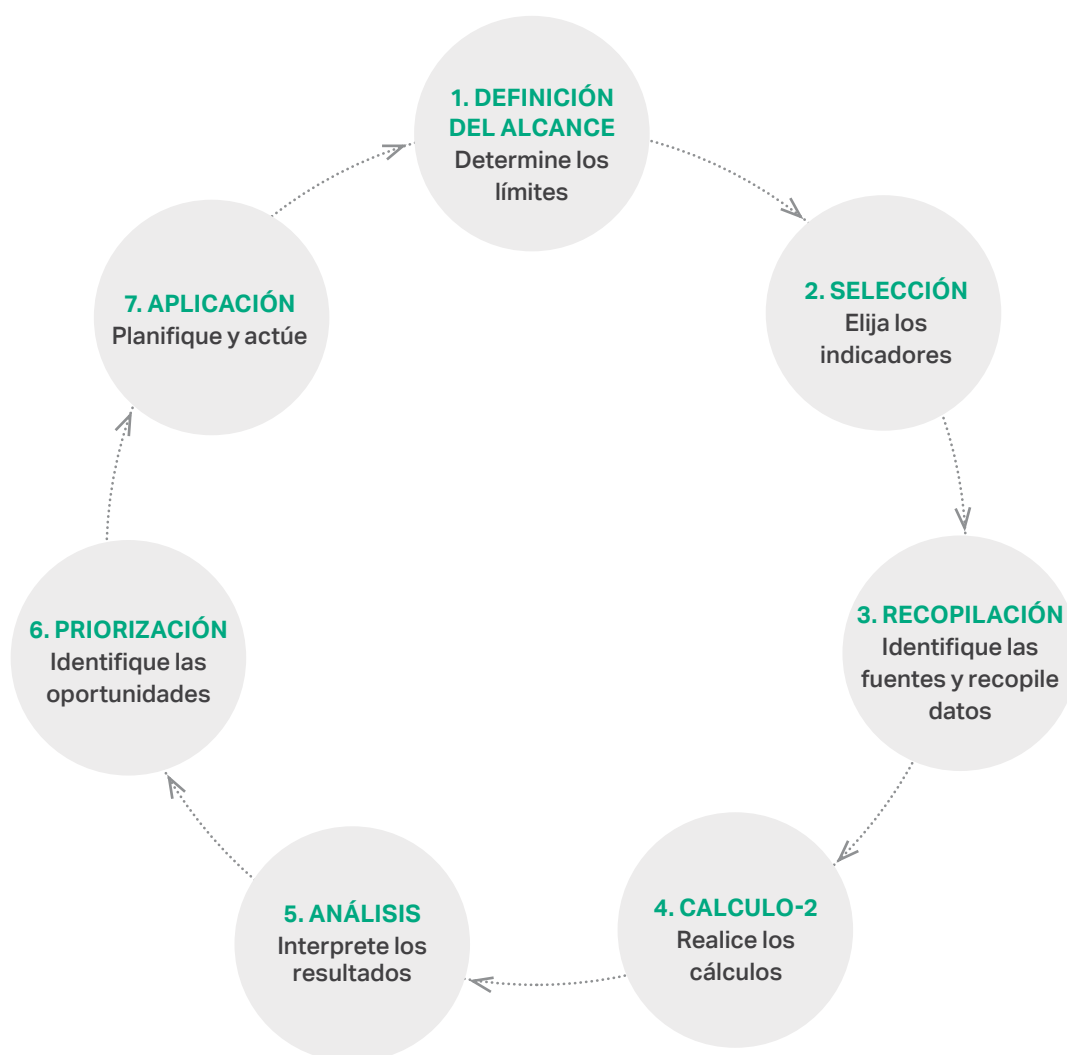 1. DEFINICIÓN
DEL ALCANCE
Determine los
límites
2. SELECCIÓN
Elija los
indicadores
3. RECOPILACIÓN
Identifique las
fuentes y recopile
datos
4. CALCULO-2
Realice los
cálculos
5. ANÁLISIS
Interprete los
resultados
6. PRIORIZACIÓN
Identifique las
oportunidades
7. APLICACIÓN
Planifique y actúe